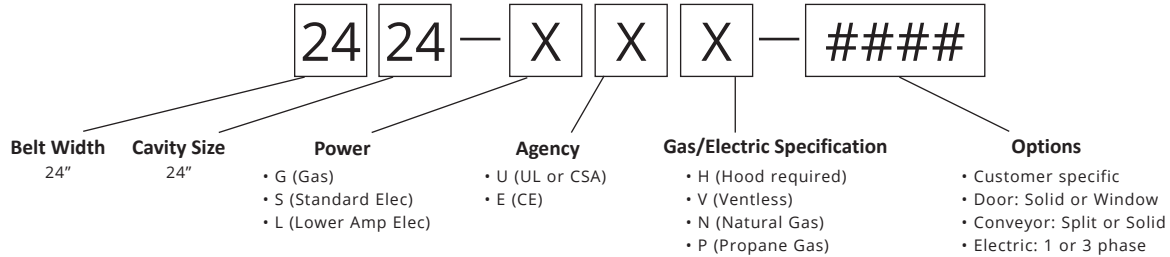 24 24 — X X X — ####
Belt Width
24"
Cavity Size
24"
Power
• G (Gas)
• S (Standard Elec)
• L (Lower Amp Elec)
Agency
• U (UL or CSA)
• E (CE)
Gas/Electric Specification
• H (Hood required)
• V (Ventless)
• N (Natural Gas)
• P (Propane Gas)
Options
• Customer specific
• Door: Solid or Window
• Conveyor: Split or Solid
• Electric: 1 or 3 phase